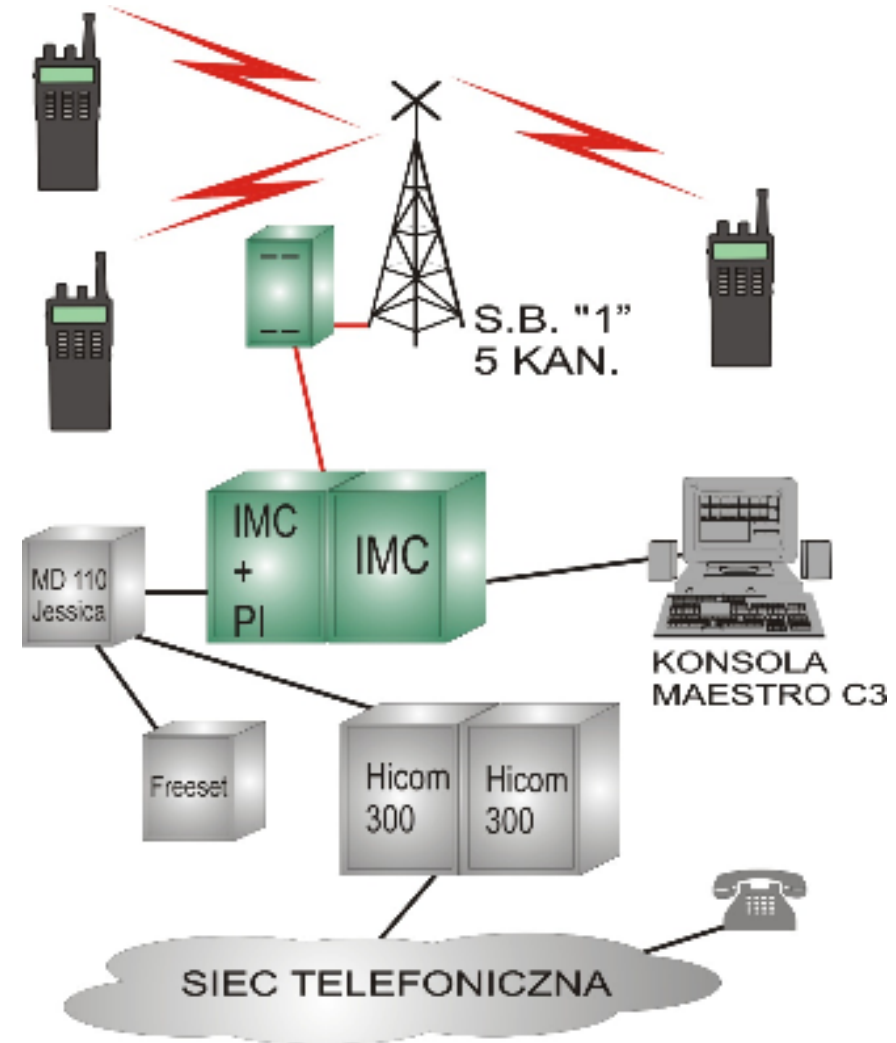 S.B. "1”
5 KAN.
IMC
+
PI
IMC
MD 110
Jessica
KONSOLA
MAESTRO C3
Freeset
Hicom
300
Hicom
300
SIEC TELEFONICZNA